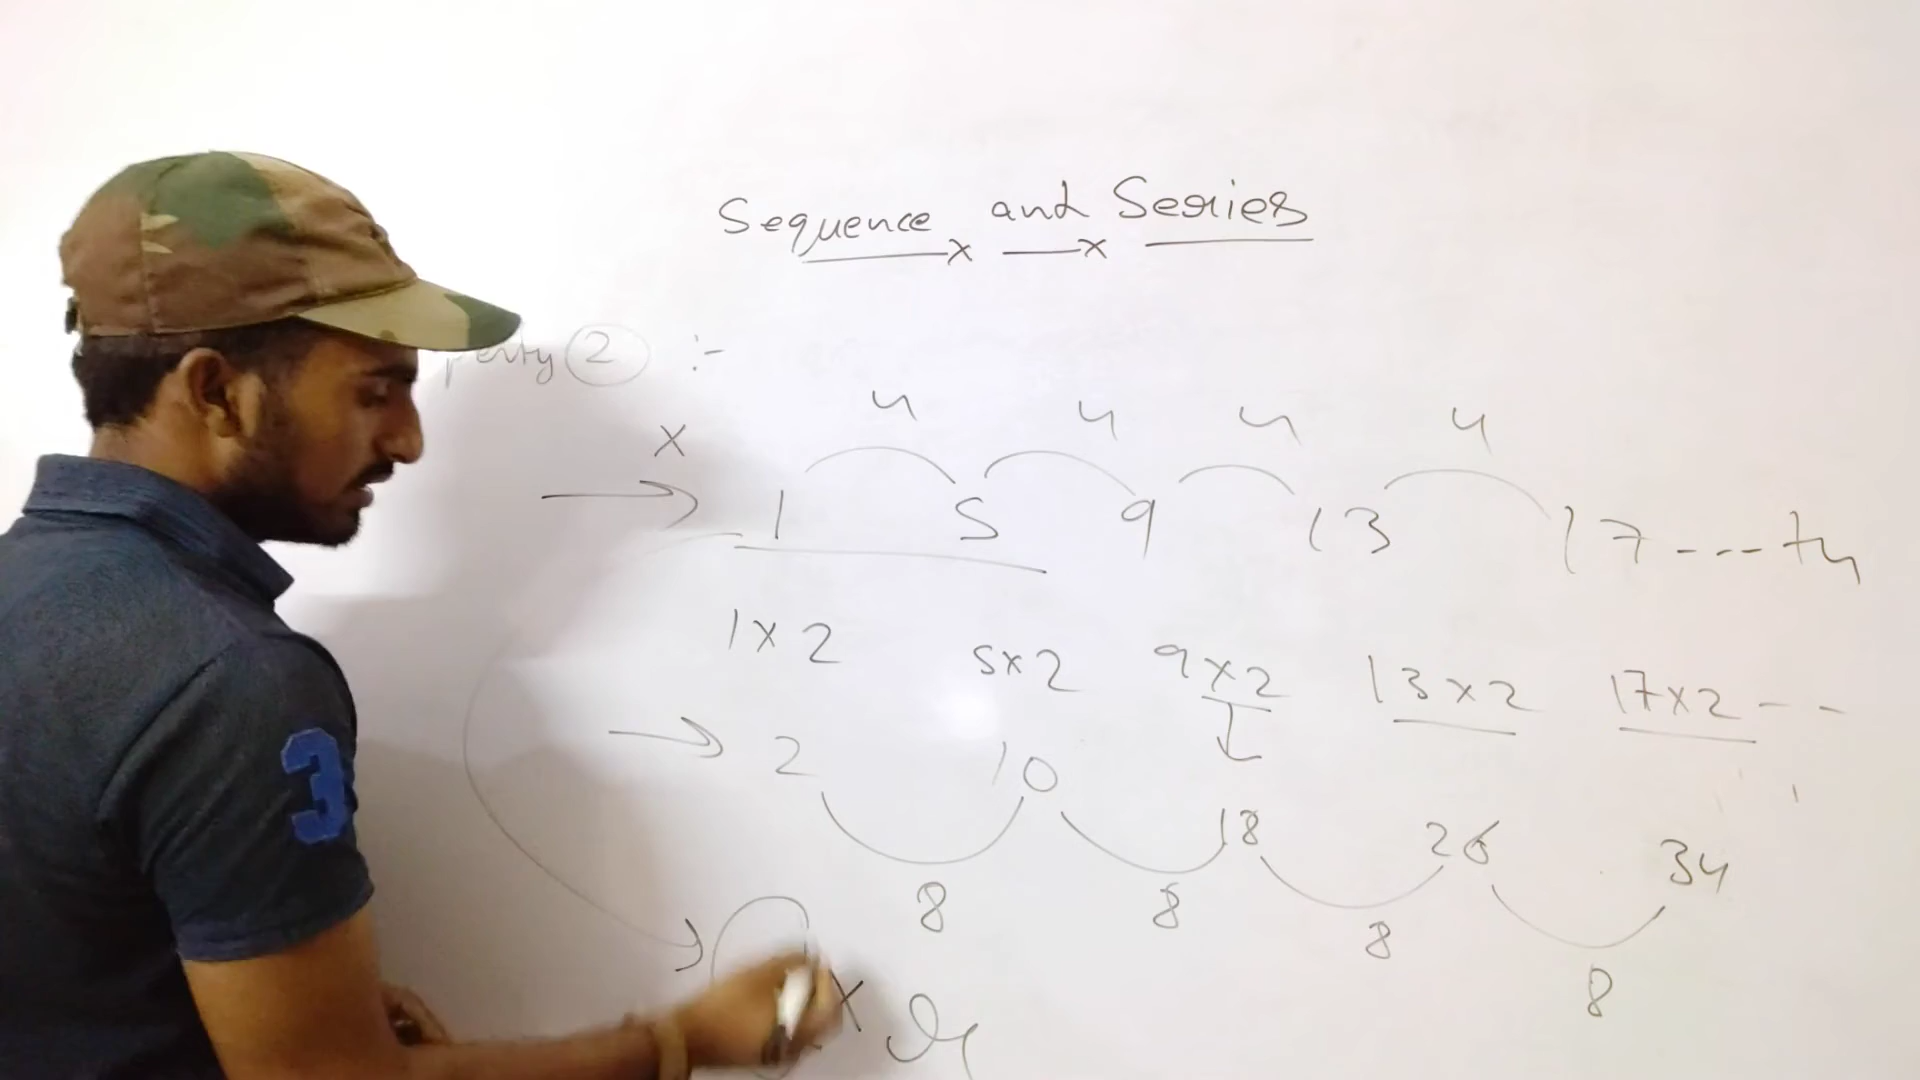 Sequence and Series
perty 2 :-
4 4 4 4
x
→ 1 5 9 13 17 --- tn
1x2 5x2 9x2 13x2 17x2 --
→ 2 10 18 26 34
8 8 8 8
x
3